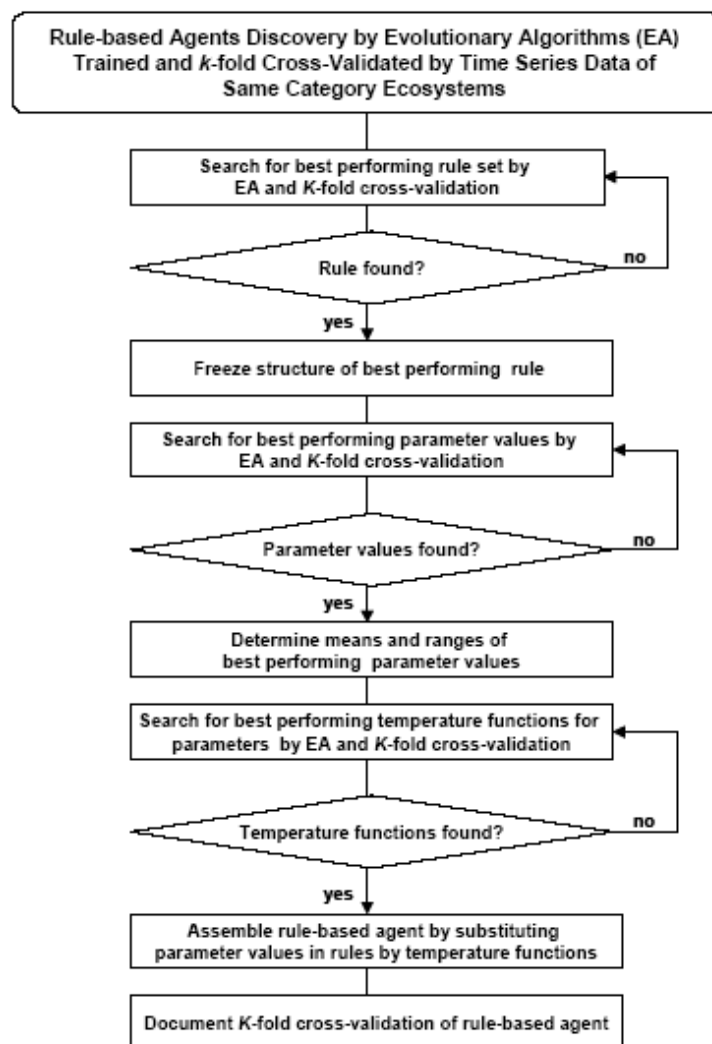 Rule-based Agents Discovery by Evolutionary Algorithms (EA)
Trained and k-fold Cross-Validated by Time Series Data of
Same Category Ecosystems
Search for best performing rule set by
EA and K-fold cross-validation
Rule found?
no
yes
Freeze structure of best performing rule
Search for best performing parameter values by
EA and K-fold cross-validation
Parameter values found?
no
yes
Determine means and ranges of
best performing parameter values
Search for best performing temperature functions for
parameters by EA and K-fold cross-validation
Temperature functions found?
no
yes
Assemble rule-based agent by substituting
parameter values in rules by temperature functions
Document K-fold cross-validation of rule-based agent